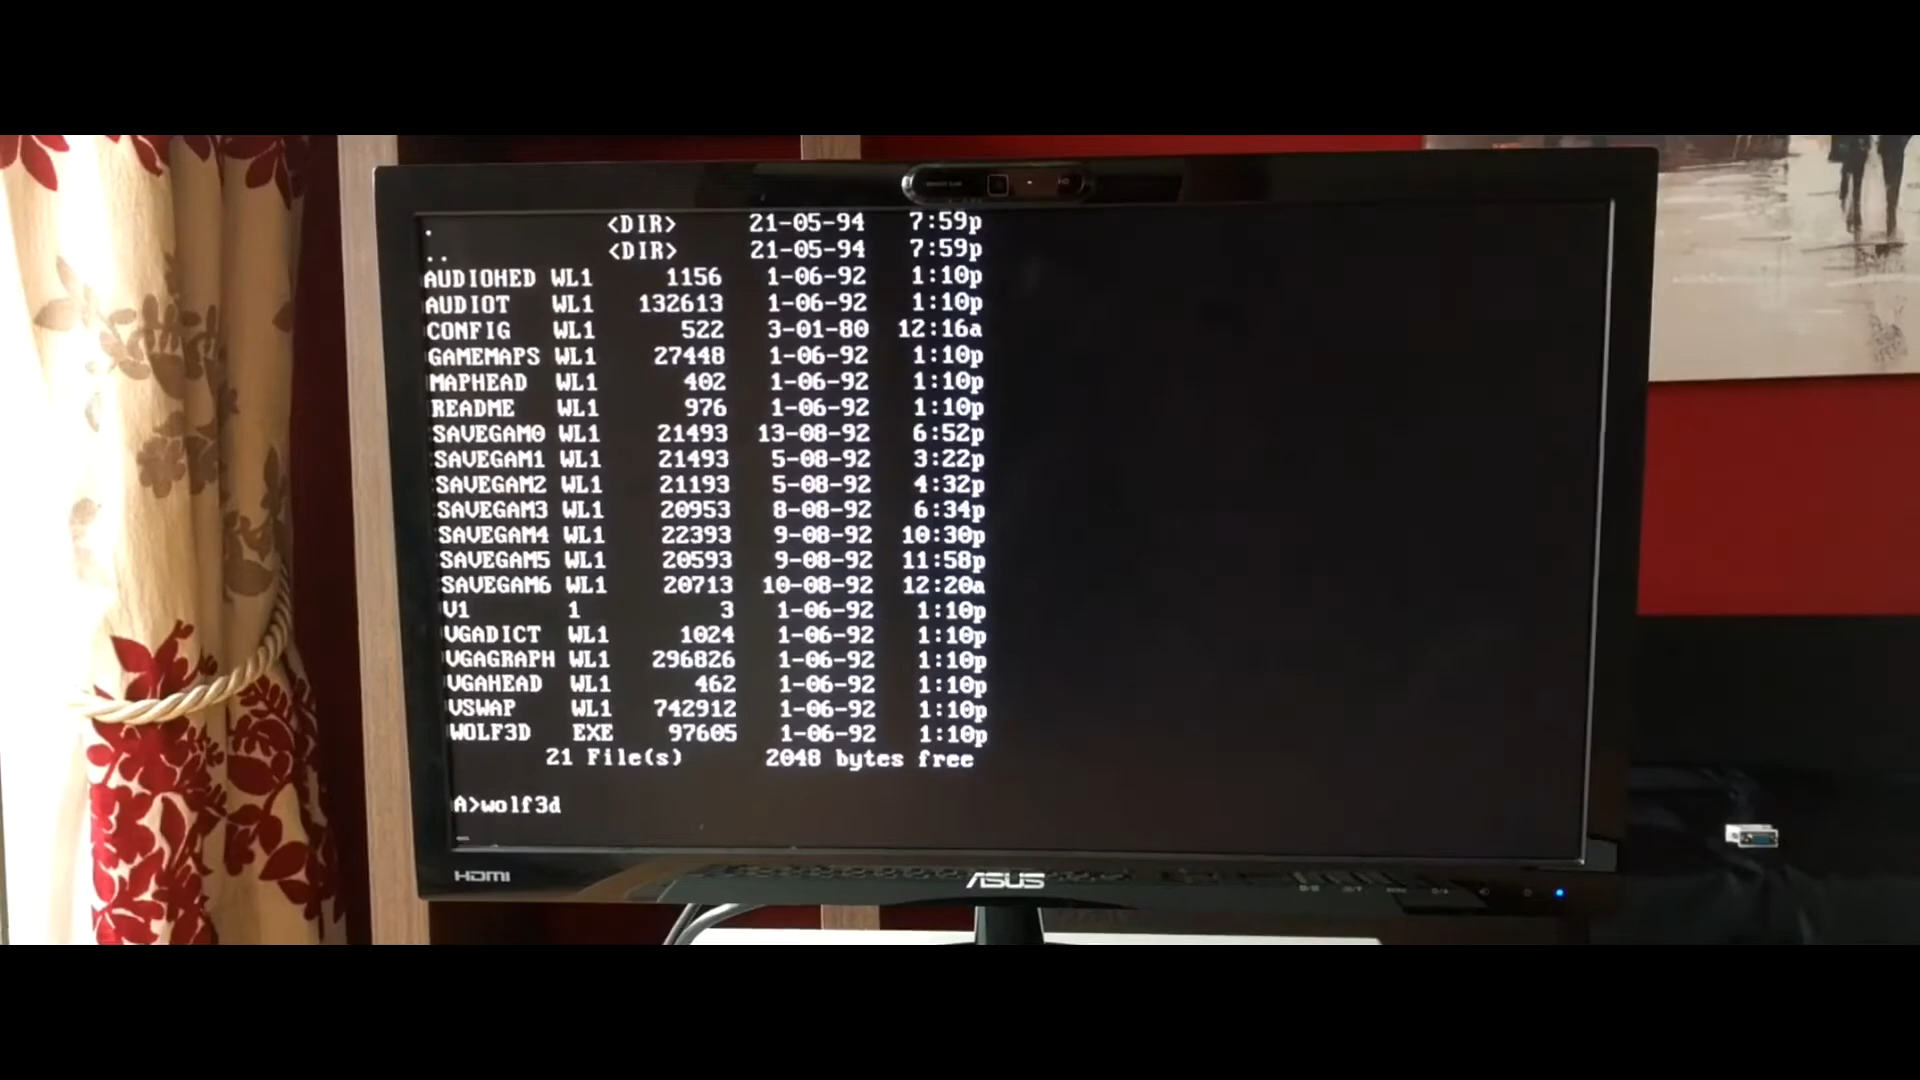 . <DIR> 21-05-94 7:59p
.. <DIR> 21-05-94 7:59p
AUDIOHED WL1 1156 1-06-92 1:10p
AUDIOT WL1 132613 1-06-92 1:10p
CONFIG WL1 522 3-01-80 12:16a
GAMEMAPS WL1 27448 1-06-92 1:10p
MAPHEAD WL1 402 1-06-92 1:10p
README WL1 976 1-06-92 1:10p
SAVEGAM0 WL1 21493 13-08-92 6:52p
SAVEGAM1 WL1 21493 5-08-92 3:22p
SAVEGAM2 WL1 21193 5-08-92 4:32p
SAVEGAM3 WL1 20953 8-08-92 6:34p
SAVEGAM4 WL1 22393 9-08-92 10:30p
SAVEGAM5 WL1 20593 9-08-92 11:58p
SAVEGAM6 WL1 20713 10-08-92 12:20a
V1 1 3 1-06-92 1:10p
VGADICT WL1 1024 1-06-92 1:10p
VGAGRAPH WL1 296826 1-06-92 1:10p
VGAHEAD WL1 462 1-06-92 1:10p
VSWAP WL1 742912 1-06-92 1:10p
WOLF3D EXE 97605 1-06-92 1:10p
21 File(s) 2048 bytes free
A>wolf3d
HDMI
ASUS